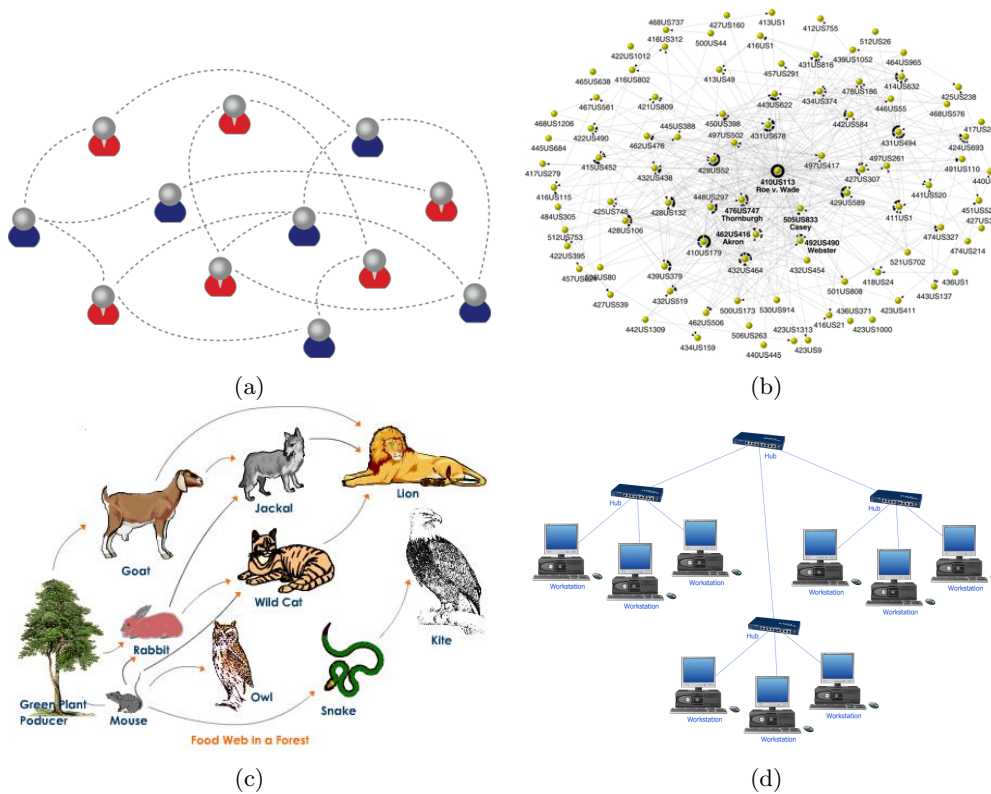 (a)
427US160
413US1
468US737
412US755
416US312
500US44
416US1
512US26
422US1012
439US1052
464US965
431US816
465US638
416US802
413US49
457US291
478US186
414US632
425US238
434US374
467US561
421US809
443US622
446US55
468US576
468US1206
450US398
442US584
445US388
431US678
422US490
462US476
497US502
431US494
424US693
445US684
415US452
497US417
497US261
491US110
417US279
428US52
432US438
410US113
Roe v. Wade
427US307
416US115
448US297
429US589
441US520
484US305
425US748
428US132
476US747
Thornburgh
505US833
Casey
411US1
428US106
462US416
Akron
492US490
Webster
474US327
512US753
474US214
422US395
410US179
521US702
439US379
432US464
432US454
418US24
436US1
501US808
443US137
427US539
432US519
500US173
530US914
436US371
423US411
462US506
416US21
423US1000
442US1309
506US263
423US1313
434US159
440US445
423US9
(b)
Goat
Jackal
Lion
Wild Cat
Kite
Rabbit
Owl
Snake
Green Plant
Poducer
Mouse
Food Web in a Forest
(c)
Hub
Hub
Hub
Workstation
Workstation
Workstation
Workstation
Workstation
Workstation
Hub
Workstation
Workstation
Workstation
(d)